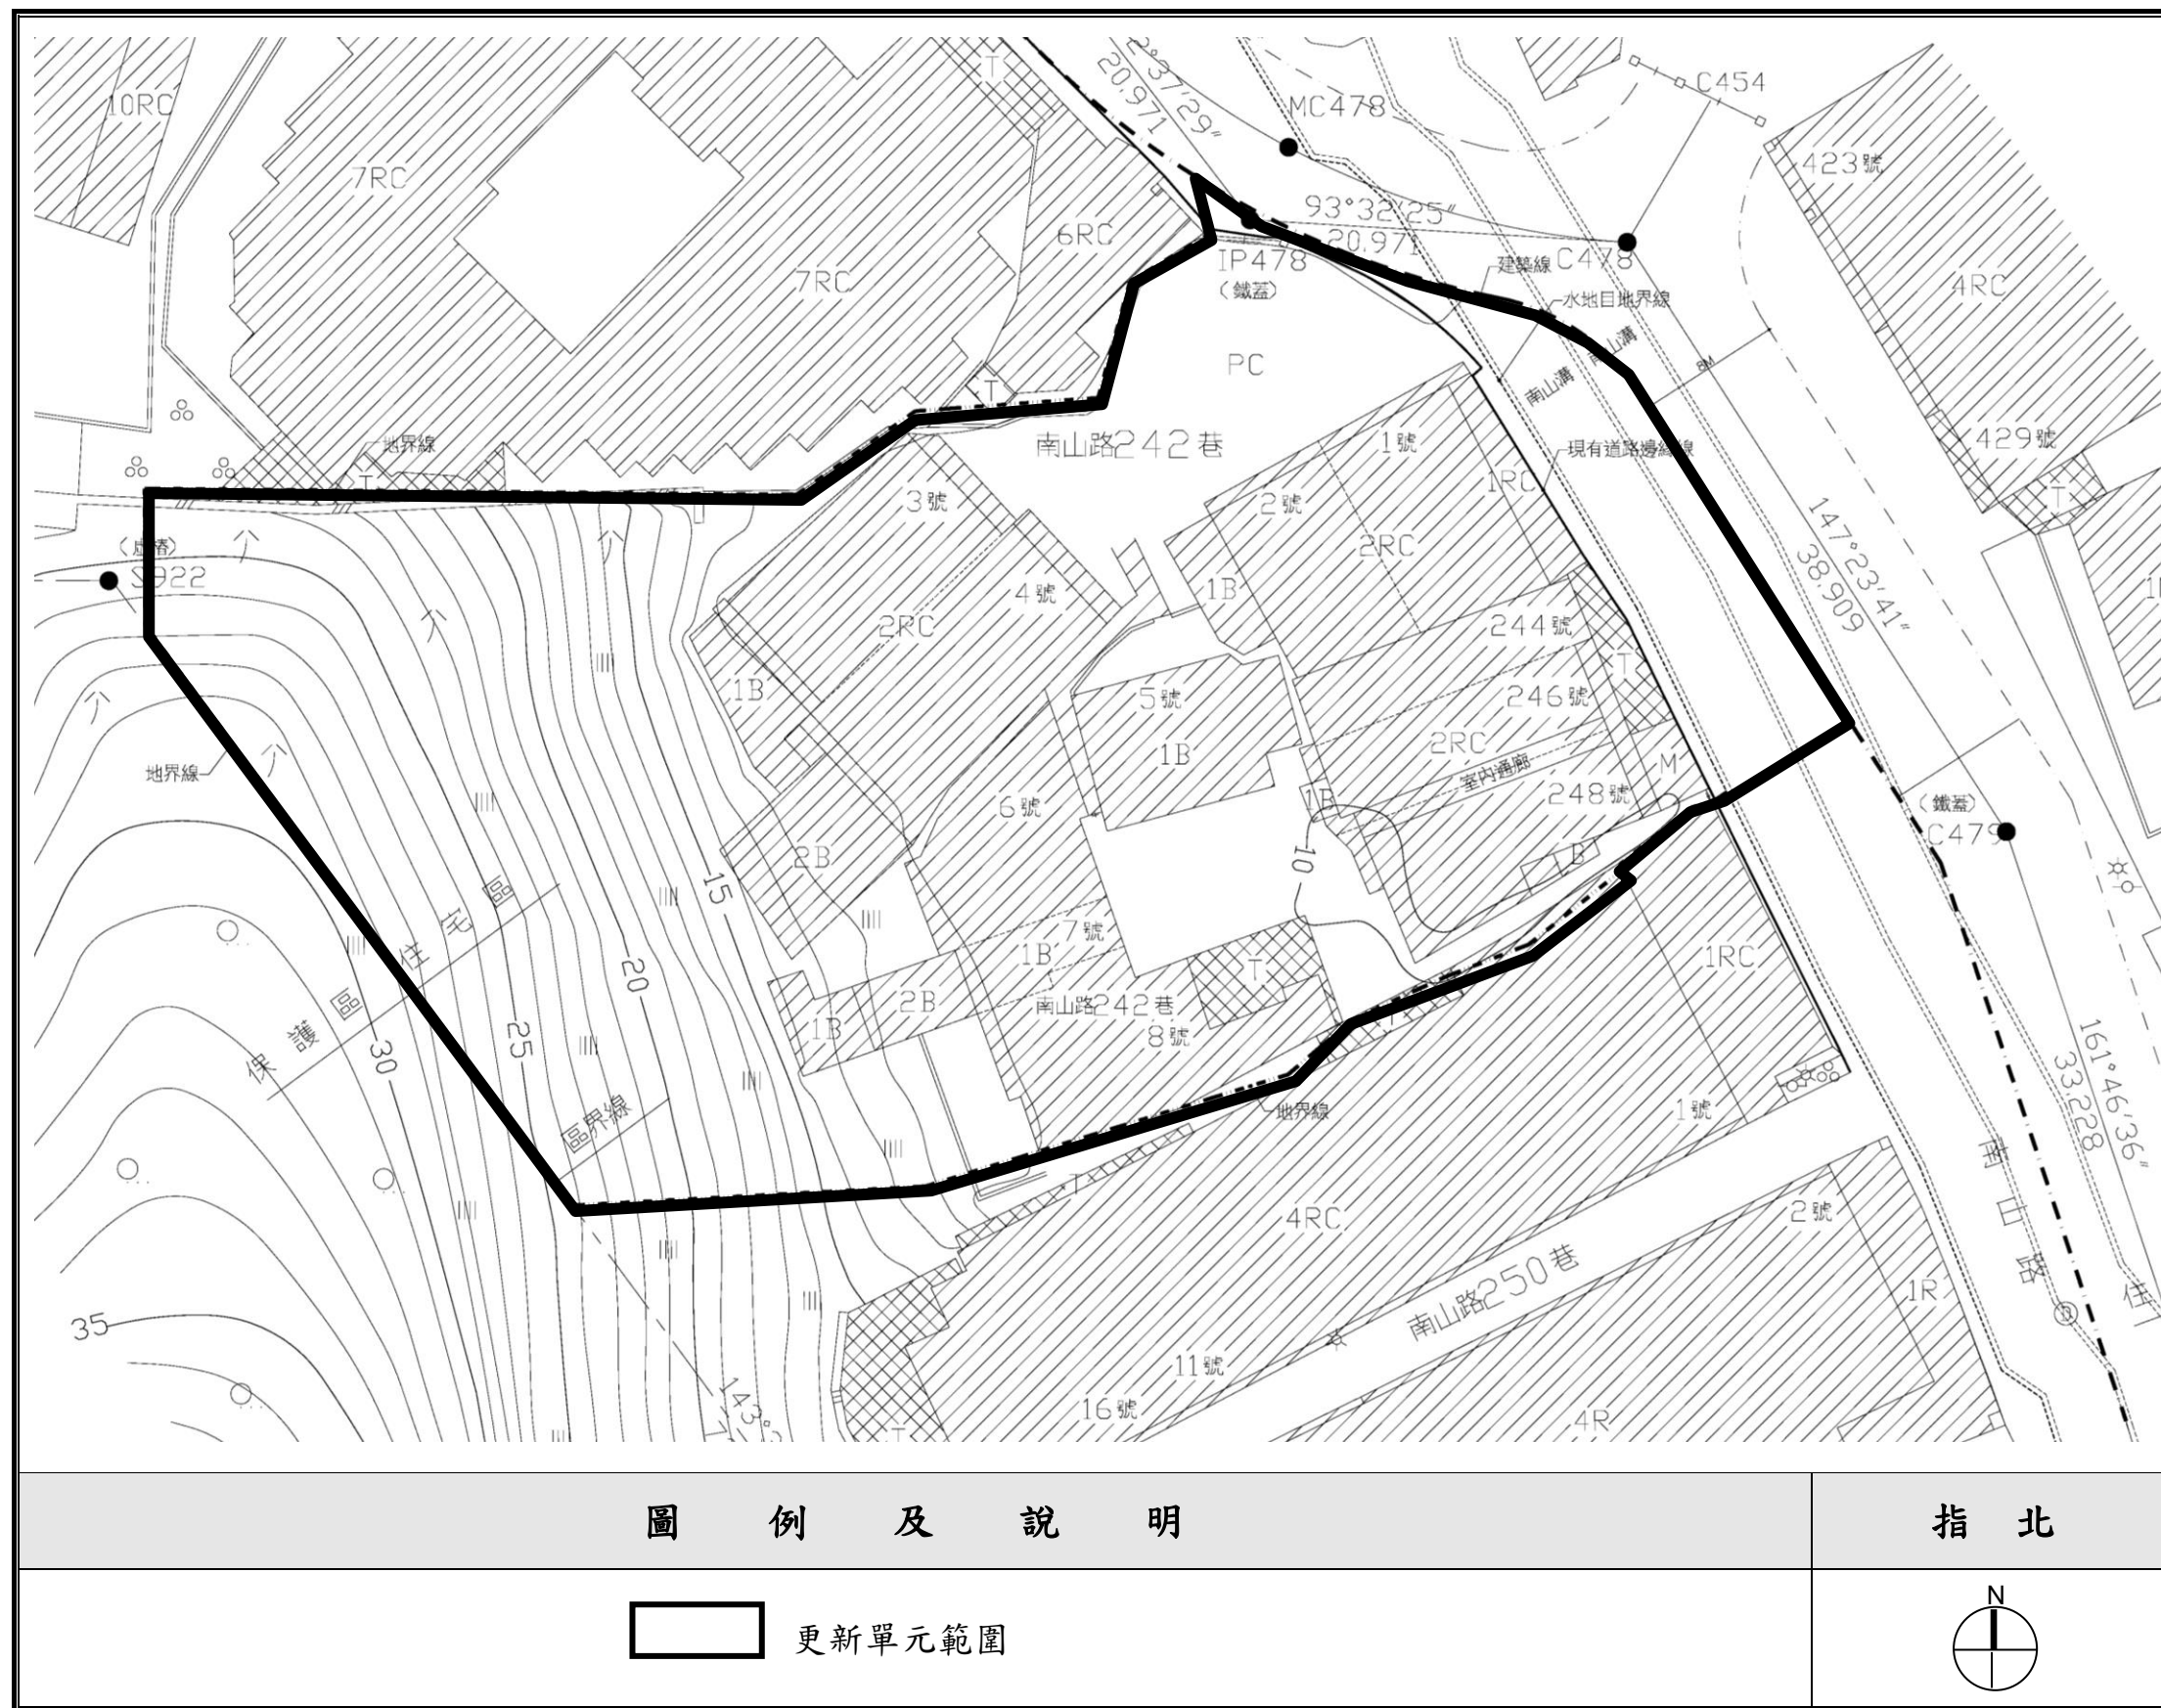 10RC
7RC
7RC
6RC
T
20.971
MC478
C454
423號
4RC
429號
T
93°32'25"
20.971
IP478
(鐵蓋)
C478
建築線
水地目地界線
南山溝
南山溝
8M
PC
T
地界線
T
南山路242巷
1號
1RC
現有道路邊線
3號
2號
2RC
147°23'41"
38.909
(虛樁)
S922
4號
1B
2RC
244號
T
1B
5號
246號
1B
2RC
地界線
室內通廊
M
6號
1B
248號
(鐵蓋)
C479
2B
10
B
15
住宅區
7號
1B
T
1RC
20
2B
南山路242巷
保護區
25
1B
8號
30
161°46'36"
33.228
區界線
地界線
1號
T
南山路
4RC
2號
南山路250巷
1R
D
住
35
11號
16號
4R
T
圖例及說明
指北
更新單元範圍
N